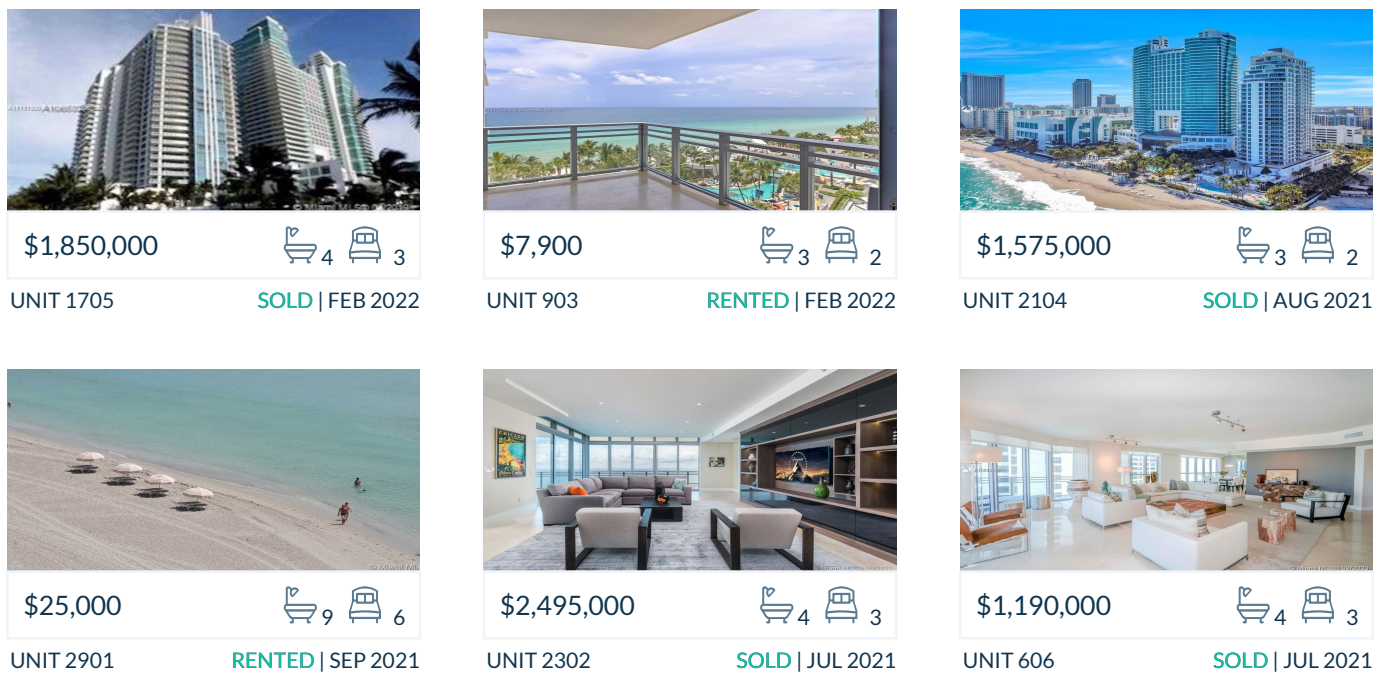 $1,850,000 4 3
UNIT 1705 SOLD | FEB 2022
$7,900 3 2
UNIT 903 RENTED | FEB 2022
$1,575,000 3 2
UNIT 2104 SOLD | AUG 2021
$25,000 9 6
UNIT 2901 RENTED | SEP 2021
CHICAGO
$2,495,000 4 3
UNIT 2302 SOLD | JUL 2021
$1,190,000 4 3
UNIT 606 SOLD | JUL 2021